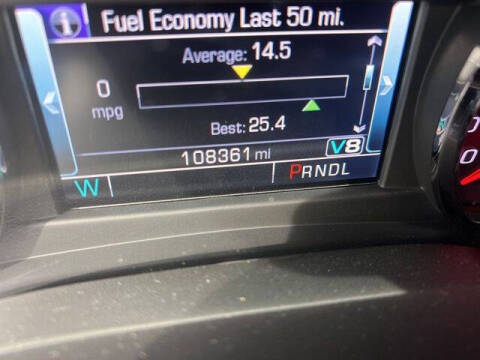 Fuel Economy Last 50 mi.
Average: 14.5
0
mpg
Best: 25.4
108361 mi
V8
W
PRNDL